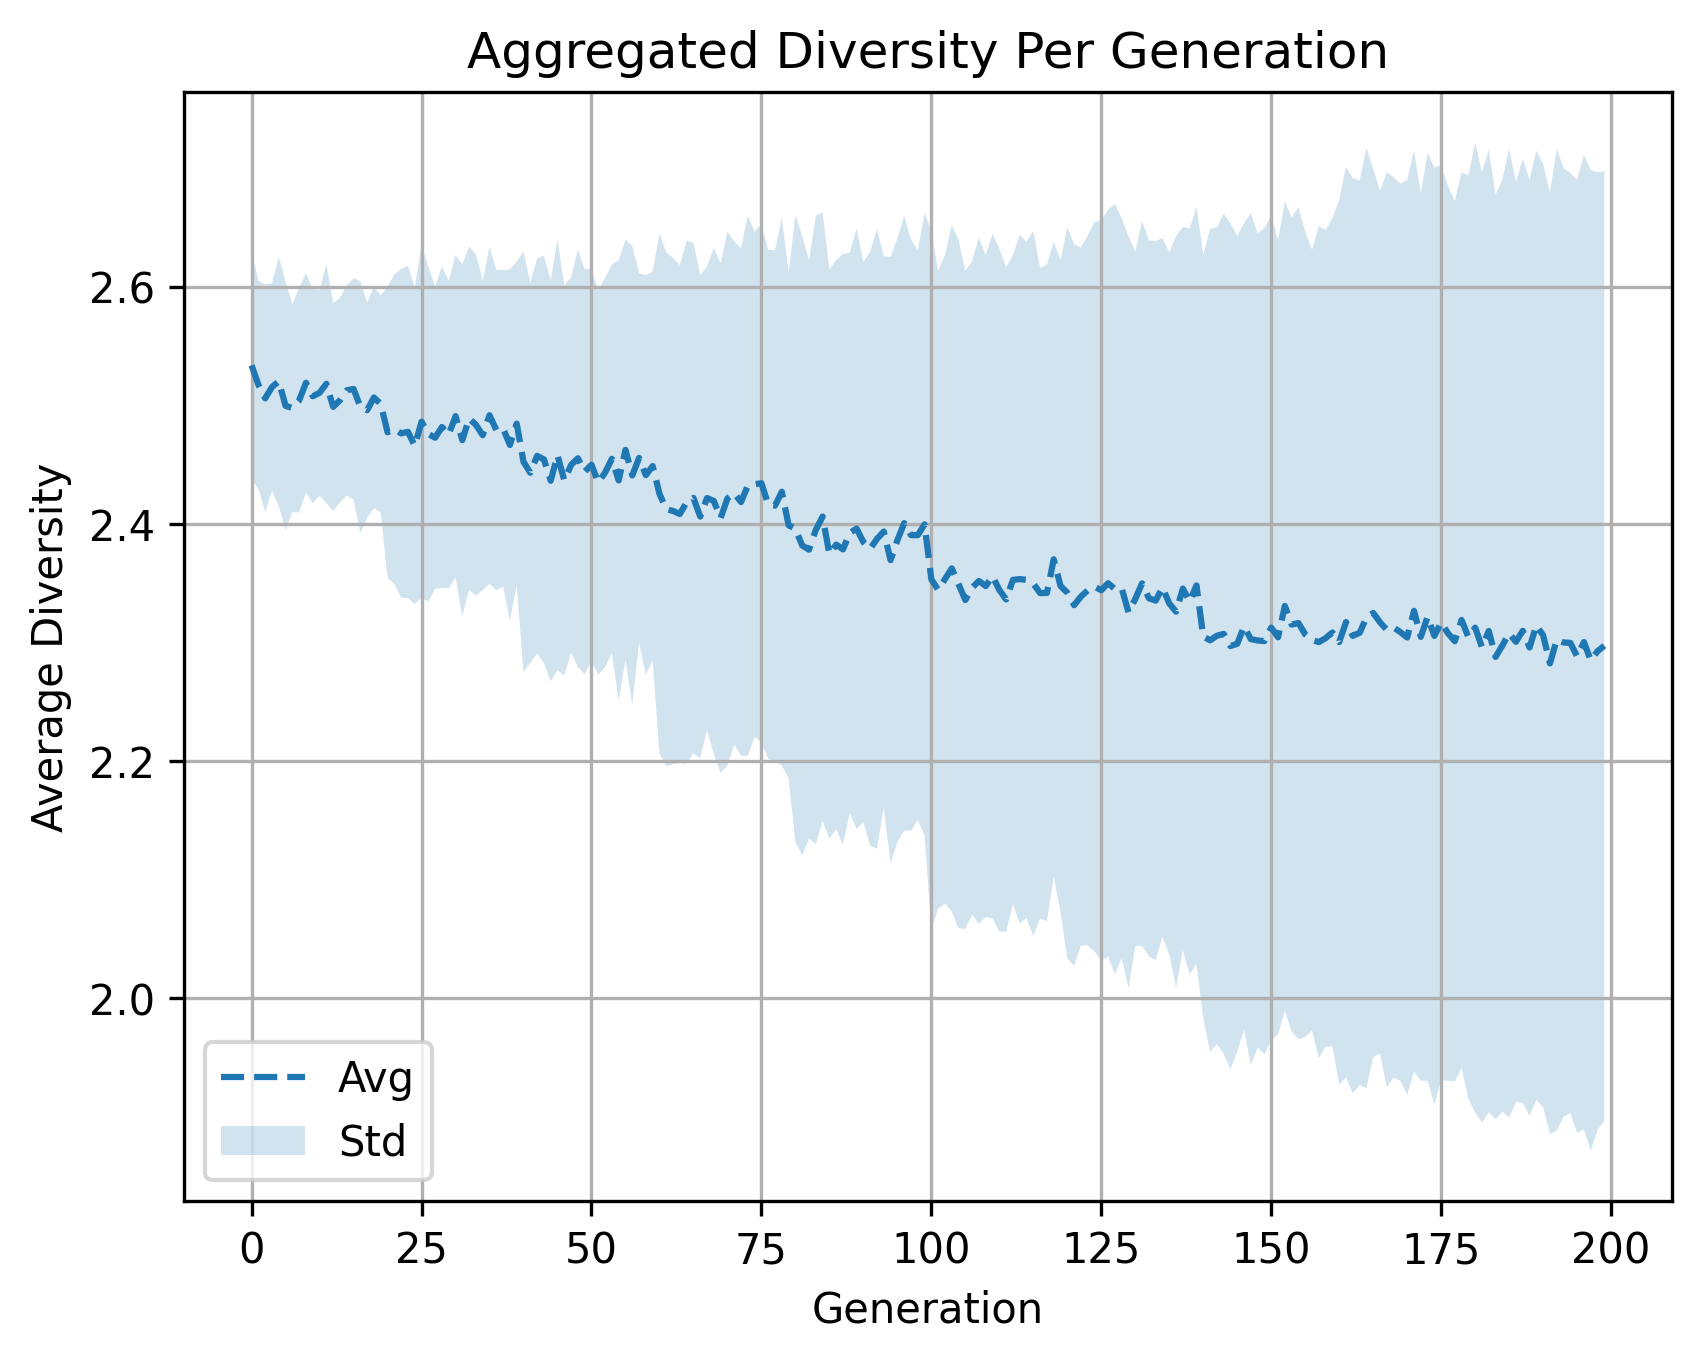 Aggregated Diversity Per Generation
Average Diversity
2.6
2.4
2.2
2.0
Avg
Std
0 25 50 75 100 125 150 175 200
Generation